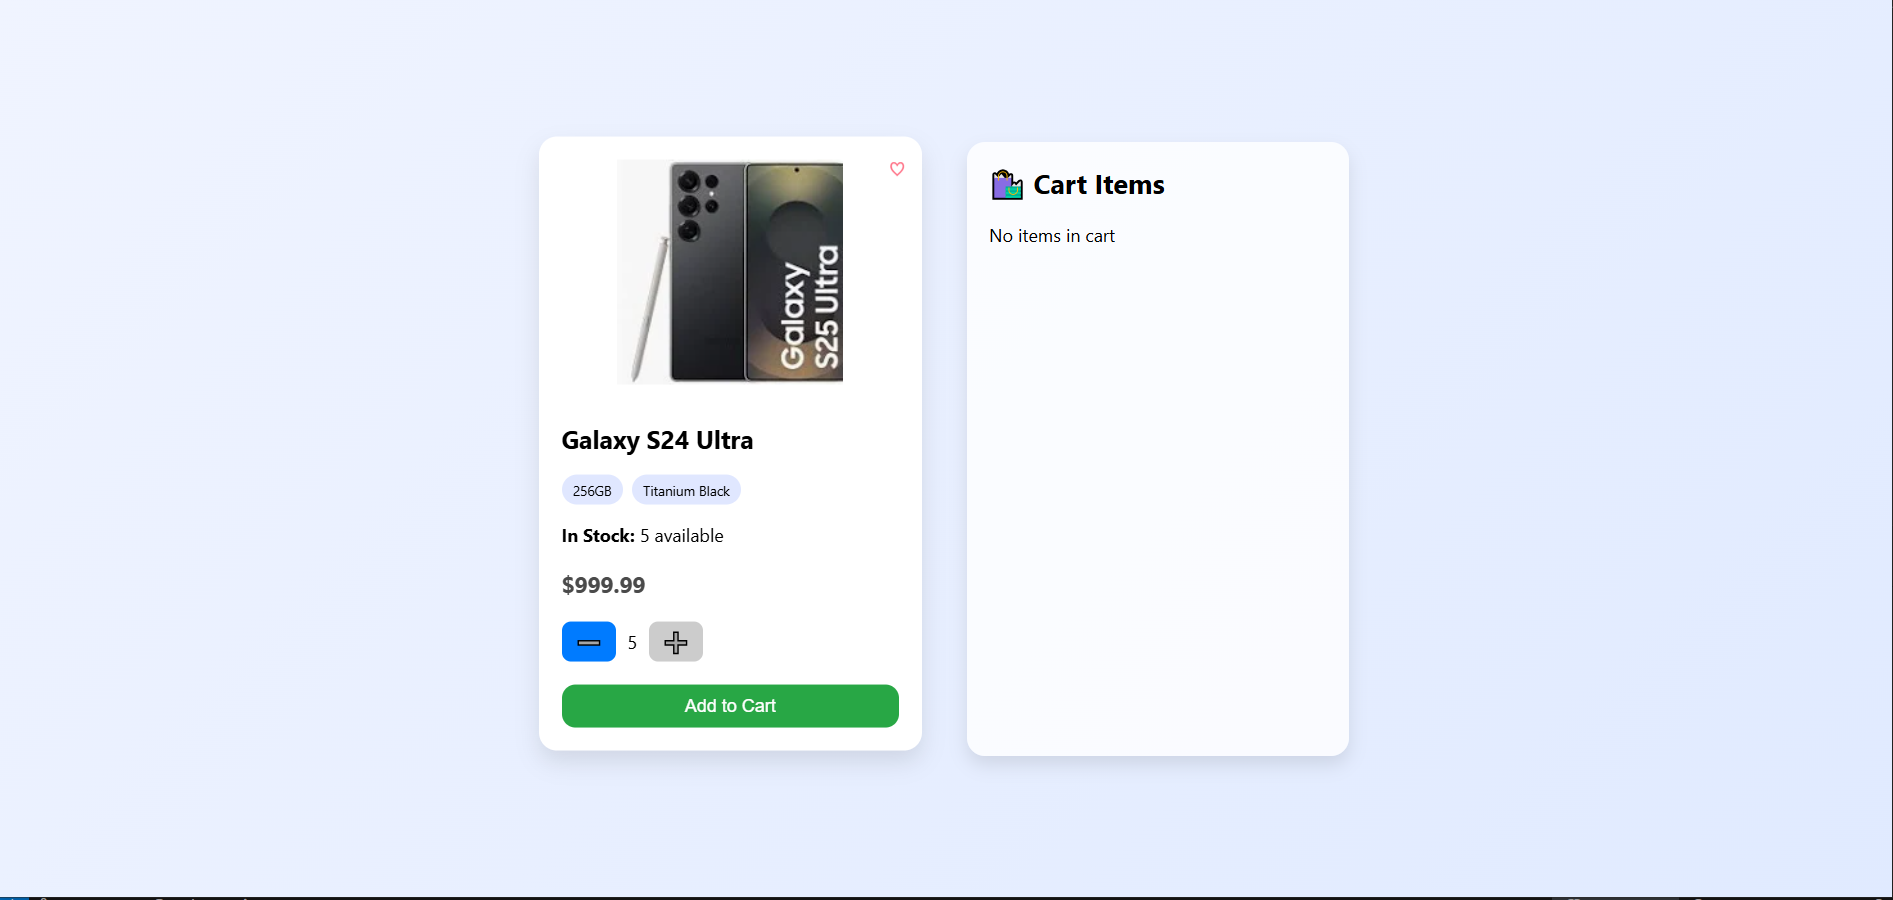 Galaxy
S25 Ultra
Galaxy S24 Ultra
256GB Titanium Black
In Stock: 5 available
$999.99
5
Add to Cart
Cart Items
No items in cart